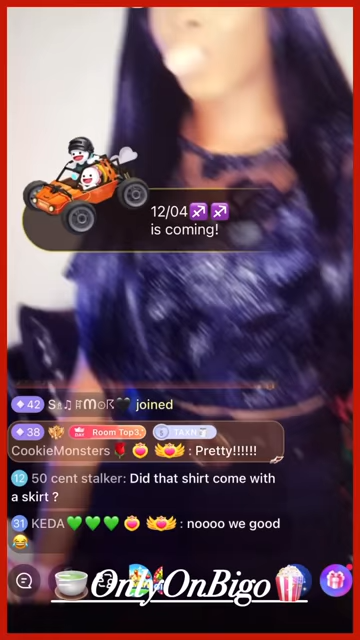 12/04♐♐
is coming!
42 S♫ᗰ☈🖤 joined
38 Room Top3 TAXN
CookieMonsters🌹 : Pretty!!!!!!
12 50 cent stalker: Did that shirt come with
a skirt ?
31 KEDA💚💚💚 : noooo we good
😂
OnlyOnBigo